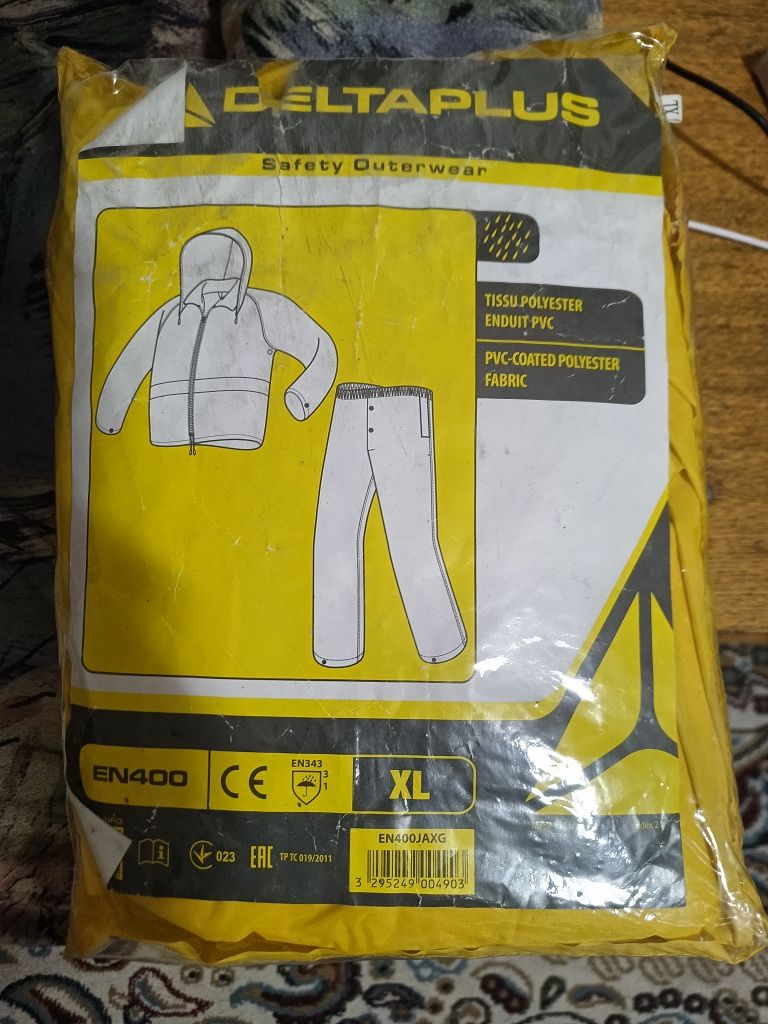 DELTAPLUS
Safety Outerwear
TISSU POLYESTER
ENDUIT PVC
PVC-COATED POLYESTER
FABRIC
EN400
CE
EN343
3
1
XL
INFO
i
023
EAC
TP TC 019/2011
EN400JAXG
3 295249 004903